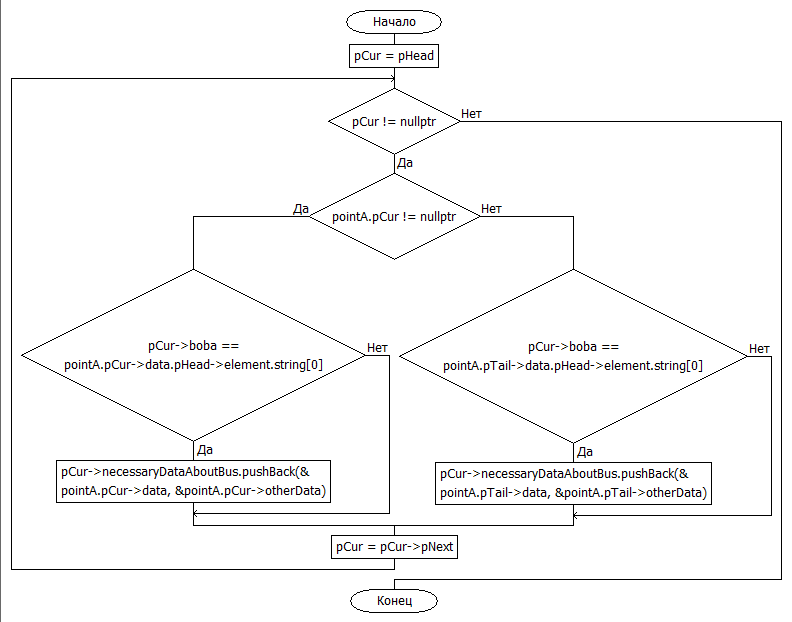 Начало
pCur = pHead
pCur != nullptr
Нет
Да
pointA.pCur != nullptr
Да
Нет
pCur->boba ==
pointA.pCur->data.pHead->element.string[0]
Нет
pCur->boba ==
pointA.pTail->data.pHead->element.string[0]
Нет
Да
pCur->necessaryDataAboutBus.pushBack(&
pointA.pCur->data, &pointA.pCur->otherData)
Да
pCur->necessaryDataAboutBus.pushBack(&
pointA.pTail->data, &pointA.pTail->otherData)
pCur = pCur->pNext
Конец